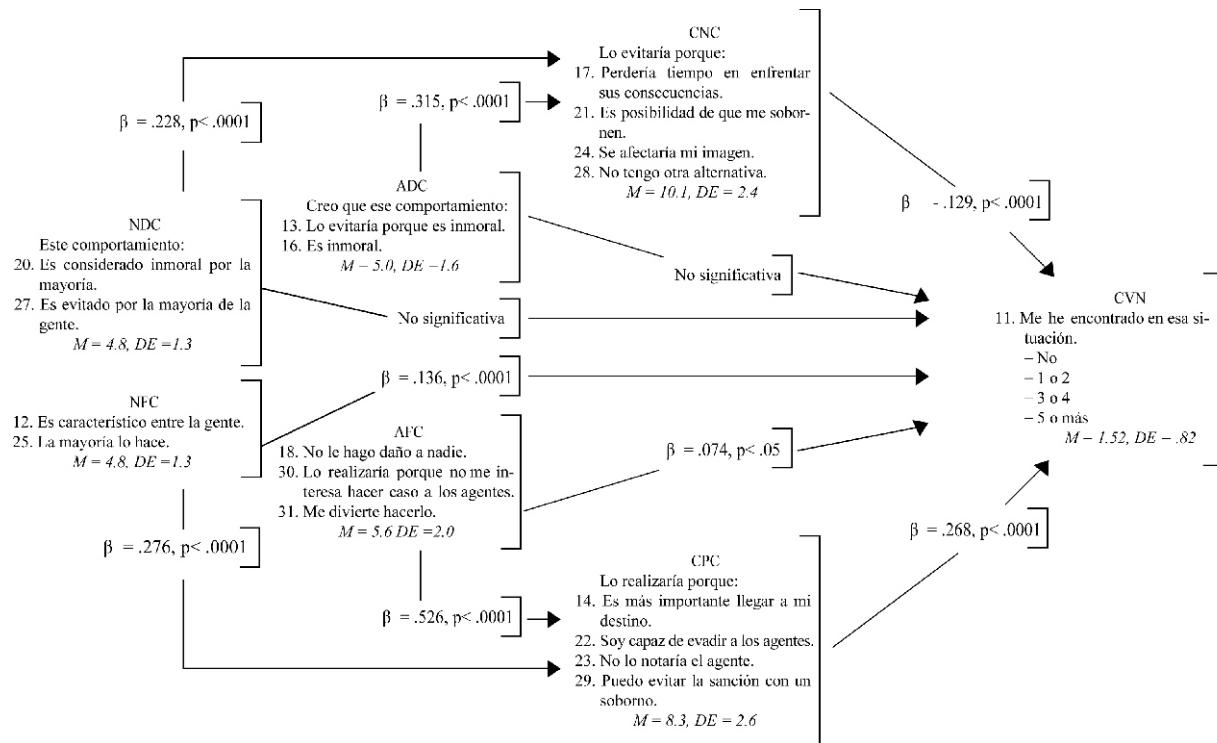 CNC
Lo evitaría porque:
17. Perdería tiempo en enfrentar
sus consecuencias.
21. Es posibilidad de que me sobor-
nen.
24. Se afectaría mi imagen.
28. No tengo otra alternativa.
M = 10.1, DE = 2.4
β = .315, p< .0001
β = .228, p< .0001
ADC
Creo que ese comportamiento:
13. Lo evitaría porque es inmoral.
16. Es inmoral.
M – 5.0, DE –1.6
β - .129, p< .0001
NDC
Este comportamiento:
20. Es considerado inmoral por la
mayoría.
27. Es evitado por la mayoría de la
gente.
M = 4.8, DE =1.3
No significativa
No significativa
CVN
11. Me he encontrado en esa si-
tuación.
– No
– 1 o 2
– 3 o 4
– 5 o más
M – 1.52, DE – .82
β = .136, p< .0001
NFC
12. Es característico entre la gente.
25. La mayoría lo hace.
M = 4.8, DE =1.3
AFC
18. No le hago daño a nadie.
30. Lo realizaría porque no me in-
teresa hacer caso a los agentes.
31. Me divierte hacerlo.
M = 5.6 DE =2.0
β = .074, p< .05
β = .276, p< .0001
β = .268, p< .0001
β = .526, p< .0001
CPC
Lo realizaría porque:
14. Es más importante llegar a mi
destino.
22. Soy capaz de evadir a los agentes.
23. No lo notaría el agente.
29. Puedo evitar la sanción con un
soborno.
M = 8.3, DE = 2.6